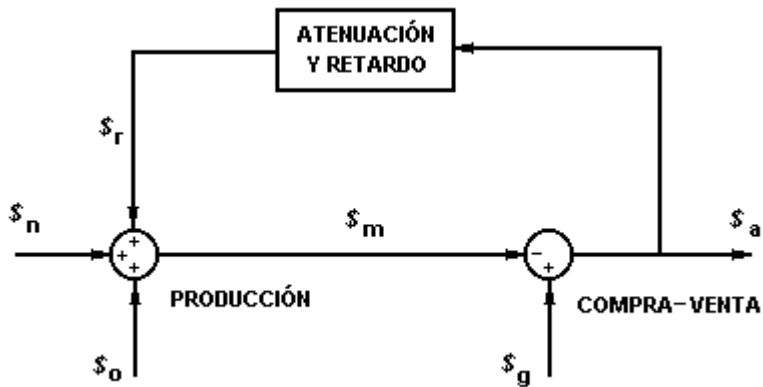 ATENUACIÓN
Y RETARDO
$r
$n
$m
$a
+
+
+
-
+
PRODUCCIÓN
COMPRA-VENTA
$o
$g